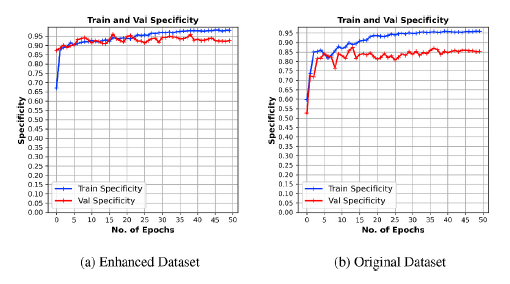 Train and Val Specificity
0.95
0.90
0.85
0.80
0.75
0.70
0.65
0.60
0.55
0.50
0.45
0.40
0.35
0.30
0.25
0.20
0.15
0.10
0.05
0.00
Specificity
Train Specificity
Val Specificity
0 5 10 15 20 25 30 35 40 45 50
No. of Epochs
(a) Enhanced Dataset
Train and Val Specificity
0.95
0.90
0.85
0.80
0.75
0.70
0.65
0.60
0.55
0.50
0.45
0.40
0.35
0.30
0.25
0.20
0.15
0.10
0.05
0.00
Specificity
Train Specificity
Val Specificity
0 5 10 15 20 25 30 35 40 45 50
No. of Epochs
(b) Original Dataset